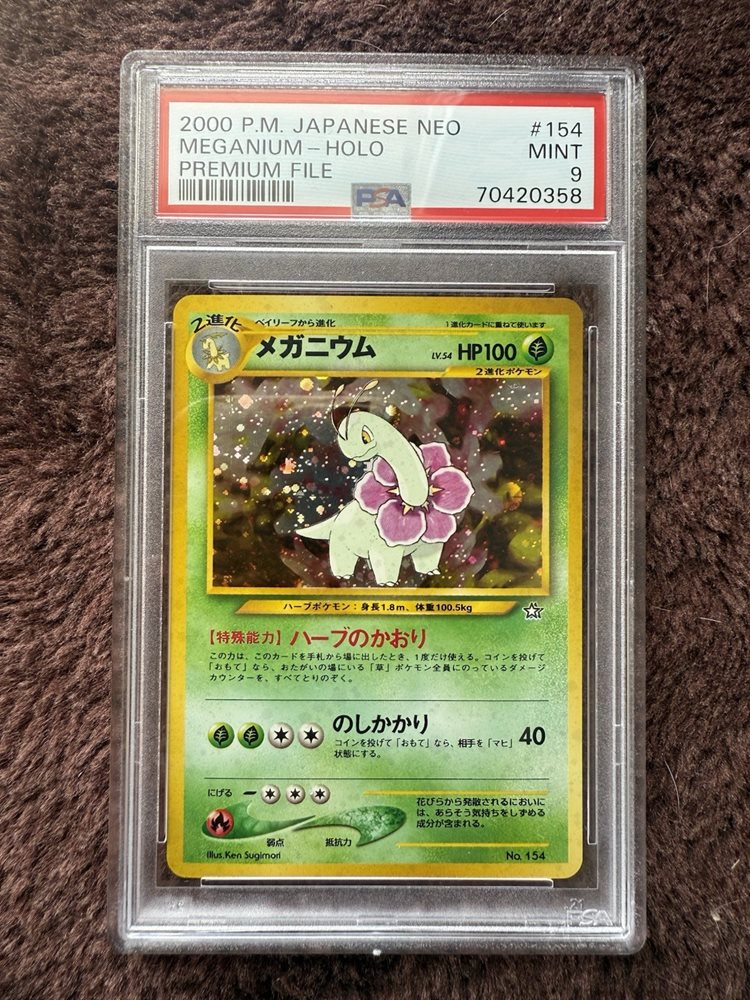 2000 P.M. JAPANESE NEO #154
MEGANIUM-HOLO MINT
PREMIUM FILE 9
PSA 70420358
2進化 ベイリーフから進化 1進化カードに重ねて使います
メガニウム LV.54 HP100
2進化ポケモン
ハーブポケモン：身長1.8m、体重100.5kg
【特殊能力】ハーブのかおり
この力は、このカードを手札から場に出したとき、1度だけ使える。コインを投げて
「おもて」なら、おたがいの場にいる「草」ポケモン全員にのっているダメージ
カウンターを、すべてとりのぞく。
のしかかり 40
コインを投げて「おもて」なら、相手を「マヒ」
状態にする。
にげる
花びらから発散されるにおいに
は、あらそう気持ちをしずめる
成分が含まれる。
弱点 抵抗力
Illus.Ken Sugimori No. 154
21
PSA